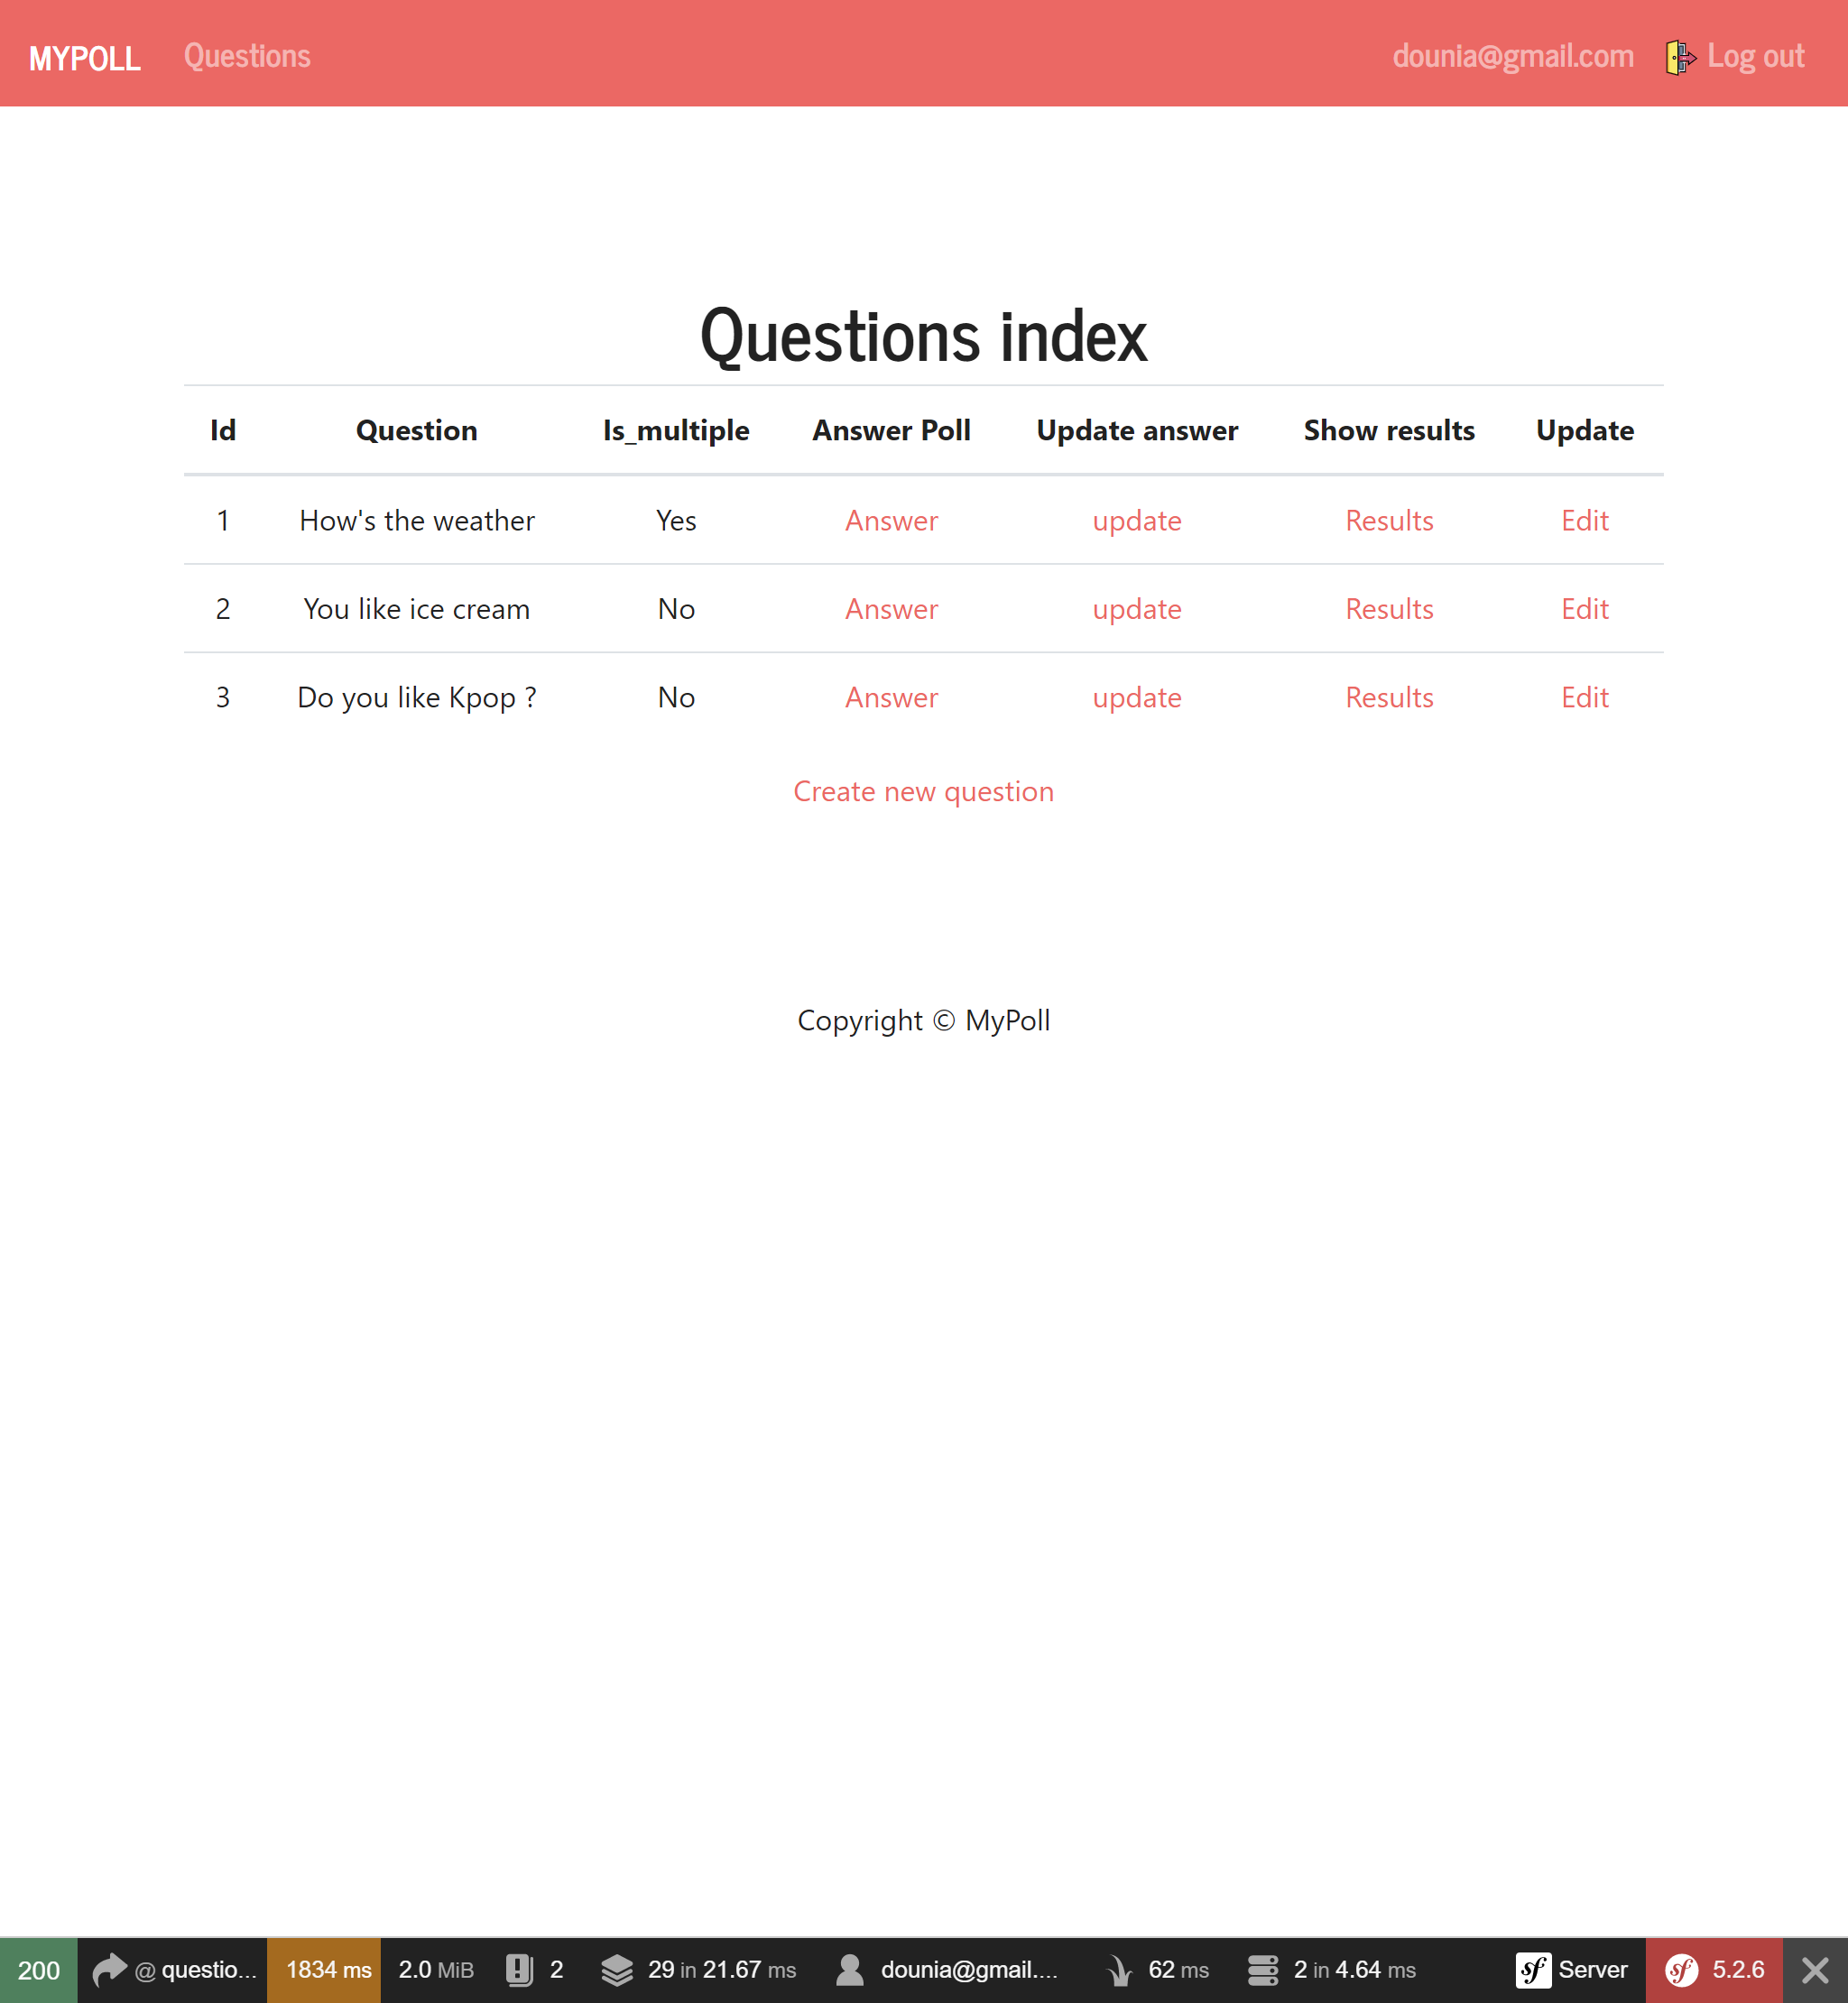 MYPOLL Questions dounia@gmail.com Log out
Questions index
Id Question Is_multiple Answer Poll Update answer Show results Update
1 How's the weather Yes Answer update Results Edit
2 You like ice cream No Answer update Results Edit
3 Do you like Kpop ? No Answer update Results Edit
Create new question
Copyright © MyPoll
200 @ questio... 1834 ms 2.0 MiB 2 29 in 21.67 ms dounia@gmail.... 62 ms 2 in 4.64 ms sf Server sf 5.2.6